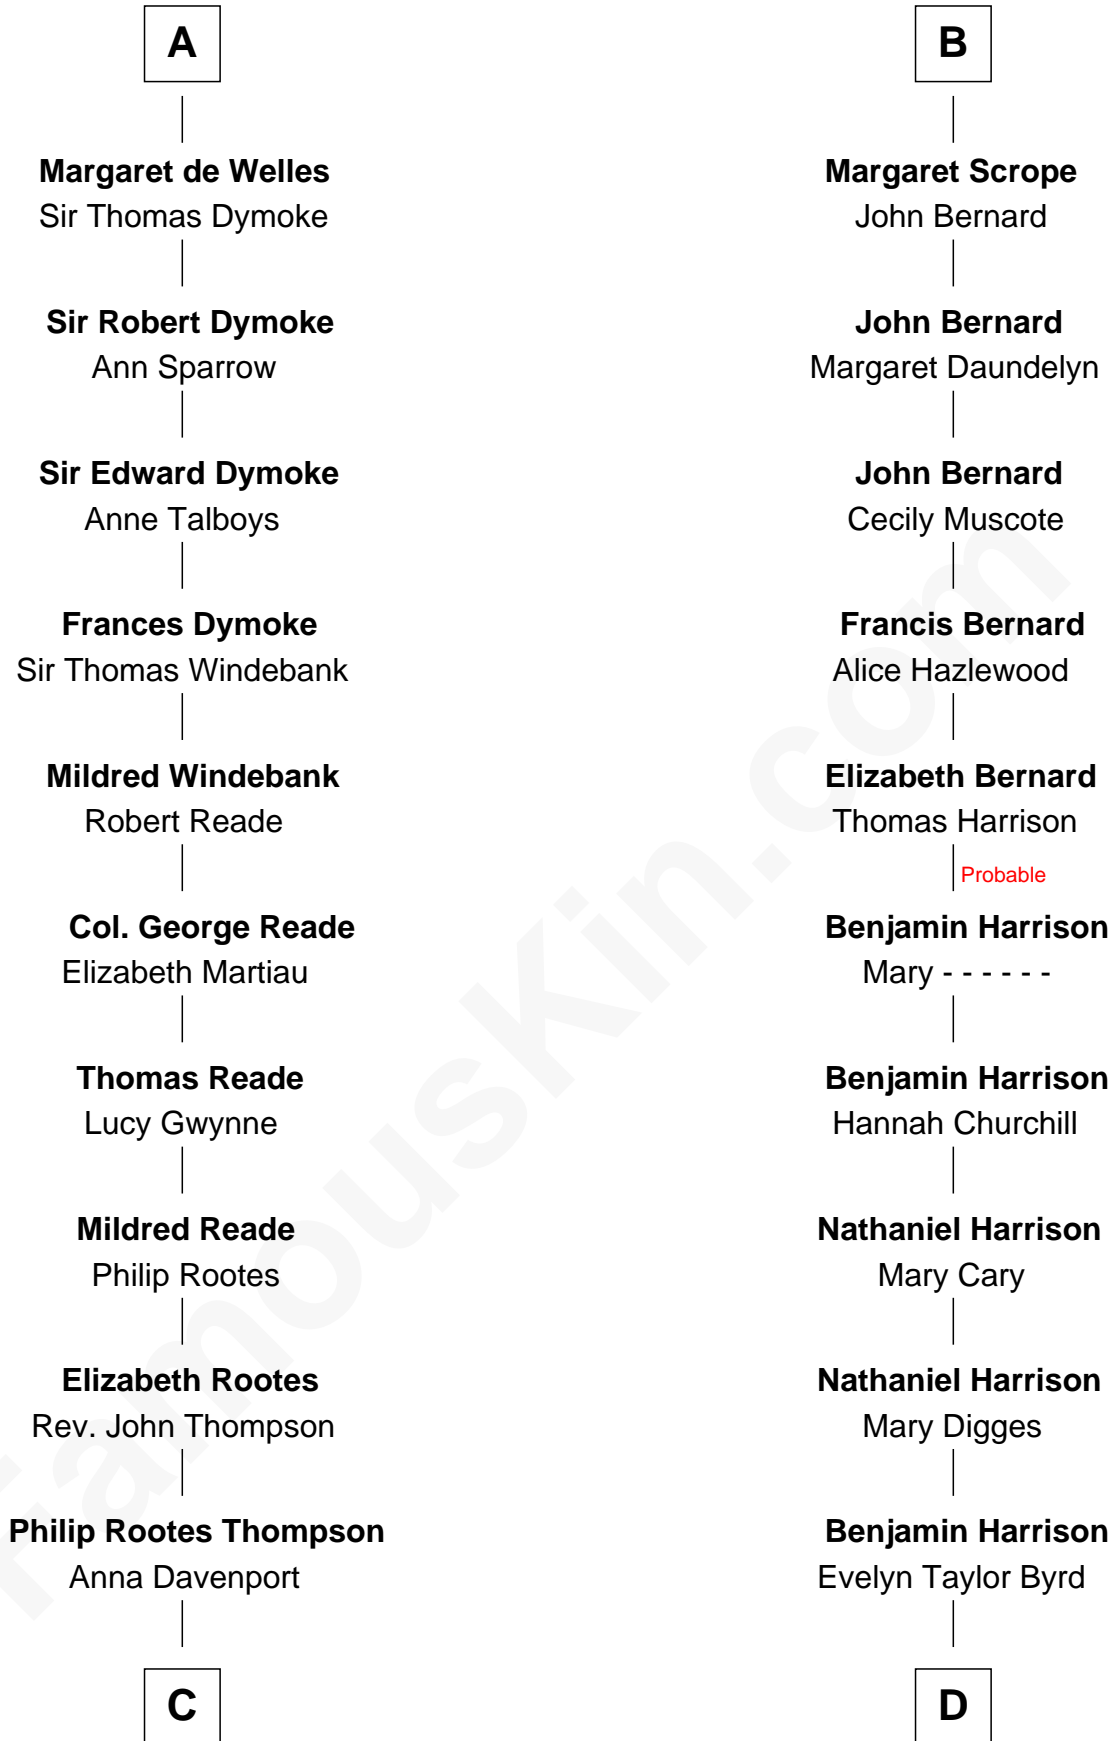 A
Margaret de Welles
Sir Thomas Dymoke
Sir Robert Dymoke
Ann Sparrow
Sir Edward Dymoke
Anne Talboys
Frances Dymoke
Sir Thomas Windebank
Mildred Windebank
Robert Reade
Col. George Reade
Elizabeth Martiau
Thomas Reade
Lucy Gwynne
Mildred Reade
Philip Rootes
Elizabeth Rootes
Rev. John Thompson
Philip Rootes Thompson
Anna Davenport
C
B
Margaret Scrope
John Bernard
John Bernard
Margaret Daundelyn
John Bernard
Cecily Muscote
Francis Bernard
Alice Hazlewood
Elizabeth Bernard
Thomas Harrison
Probable
Benjamin Harrison
Mary - - - - - -
Benjamin Harrison
Hannah Churchill
Nathaniel Harrison
Mary Cary
Nathaniel Harrison
Mary Digges
Benjamin Harrison
Evelyn Taylor Byrd
D
FamousKin.com